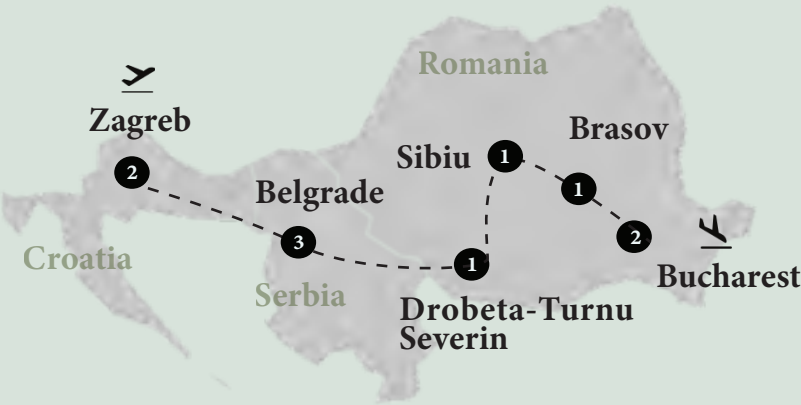 Romania
Zagreb
Brasov
Sibiu
1
2
Belgrade
1
3
2
Croatia
1
Bucharest
Serbia
Drobeta-Turnu
Severin